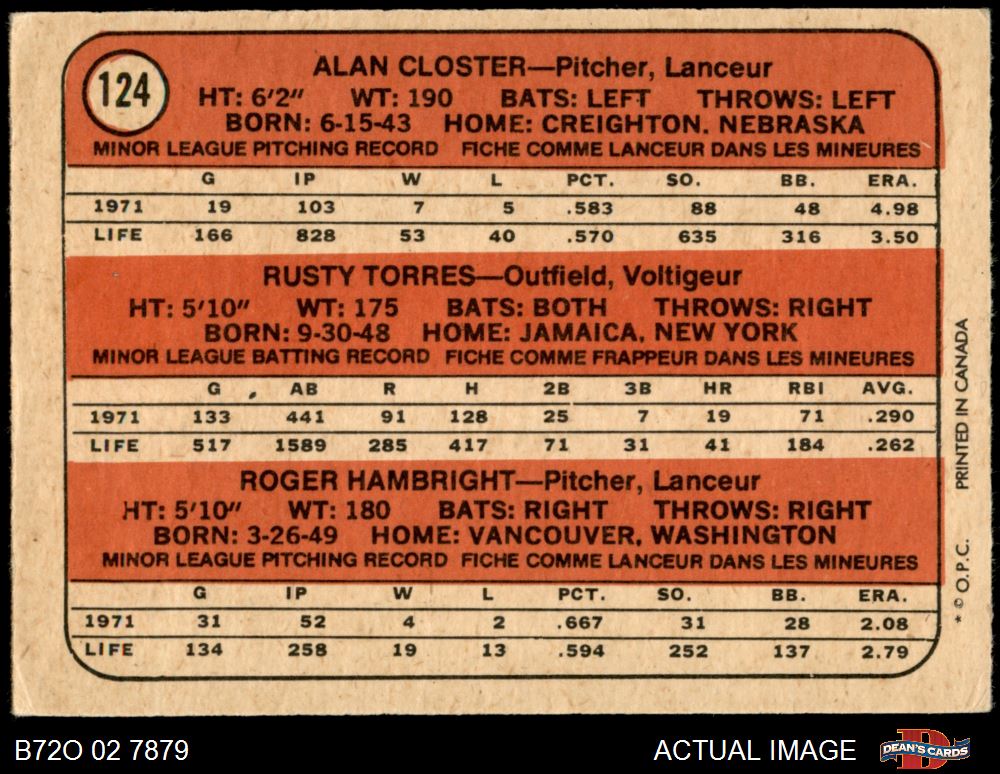 124
ALAN CLOSTER—Pitcher, Lanceur
HT: 6'2" WT: 190 BATS: LEFT THROWS: LEFT
BORN: 6-15-43 HOME: CREIGHTON, NEBRASKA
MINOR LEAGUE PITCHING RECORD FICHE COMME LANCEUR DANS LES MINEURES
G IP W L PCT. SO. BB. ERA.
1971 19 103 7 5 .583 88 48 4.98
LIFE 166 828 53 40 .570 635 316 3.50
RUSTY TORRES—Outfield, Voltigeur
HT: 5'10" WT: 175 BATS: BOTH THROWS: RIGHT
BORN: 9-30-48 HOME: JAMAICA, NEW YORK
MINOR LEAGUE BATTING RECORD FICHE COMME FRAPPEUR DANS LES MINEURES
G AB R H 2B 3B HR RBI AVG.
1971 133 441 91 128 25 7 19 71 .290
LIFE 517 1589 285 417 71 31 41 184 .262
ROGER HAMBRIGHT—Pitcher, Lanceur
HT: 5'10" WT: 180 BATS: RIGHT THROWS: RIGHT
BORN: 3-26-49 HOME: VANCOUVER, WASHINGTON
MINOR LEAGUE PITCHING RECORD FICHE COMME LANCEUR DANS LES MINEURES
G IP W L PCT. SO. BB. ERA.
1971 31 52 4 2 .667 31 28 2.08
LIFE 134 258 19 13 .594 252 137 2.79
* © O.P.C. PRINTED IN CANADA
B72O 02 7879 ACTUAL IMAGE
D DEAN'S CARDS